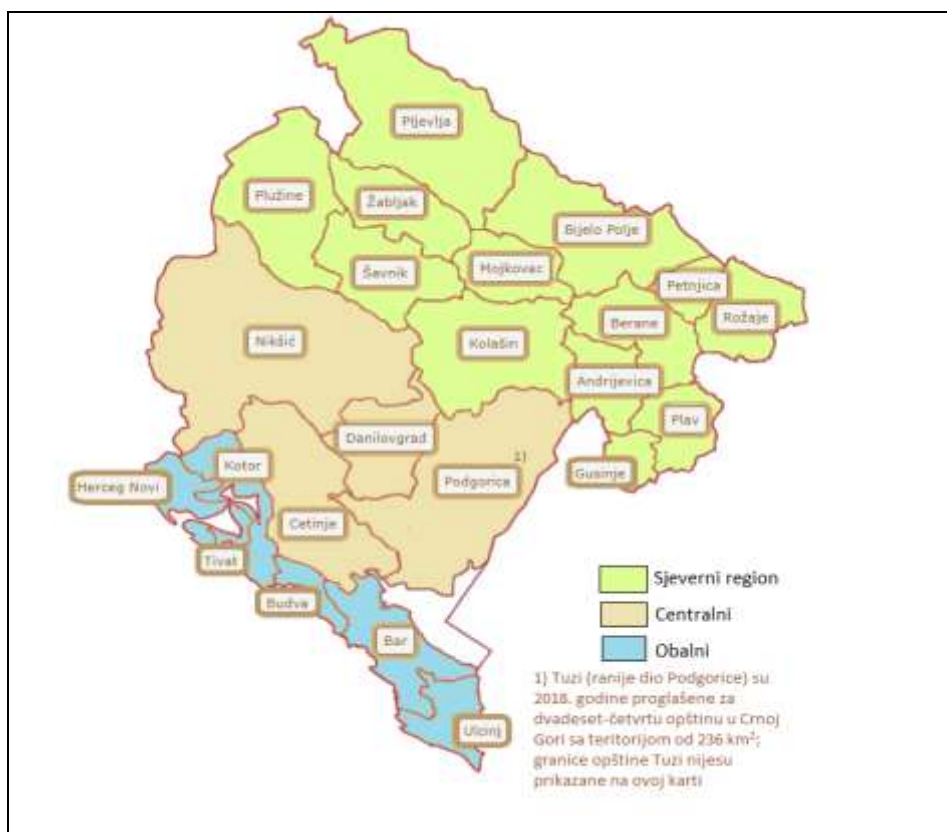 Pljevlja
Plužine
Žabljak
Bijelo Polje
Šavnik
Mojkovac
Petnjica
Rožaje
Berane
Nikšić
Kolašin
Andrijevica
Plav
Danilovgrad
1)
Kotor
Podgorica
Gusinje
Herceg Novi
Cetinje
Tivat
Budva
Bar
Ulcinj
Sjeverni region
Centralni
Obalni
1) Tuzi (ranije dio Podgorice) su
2018. godine proglašene za
dvadeset-četvrtu opštinu u Crnoj
Gori sa teritorijom od 236 km²;
granice opštine Tuzi nijesu
prikazane na ovoj karti